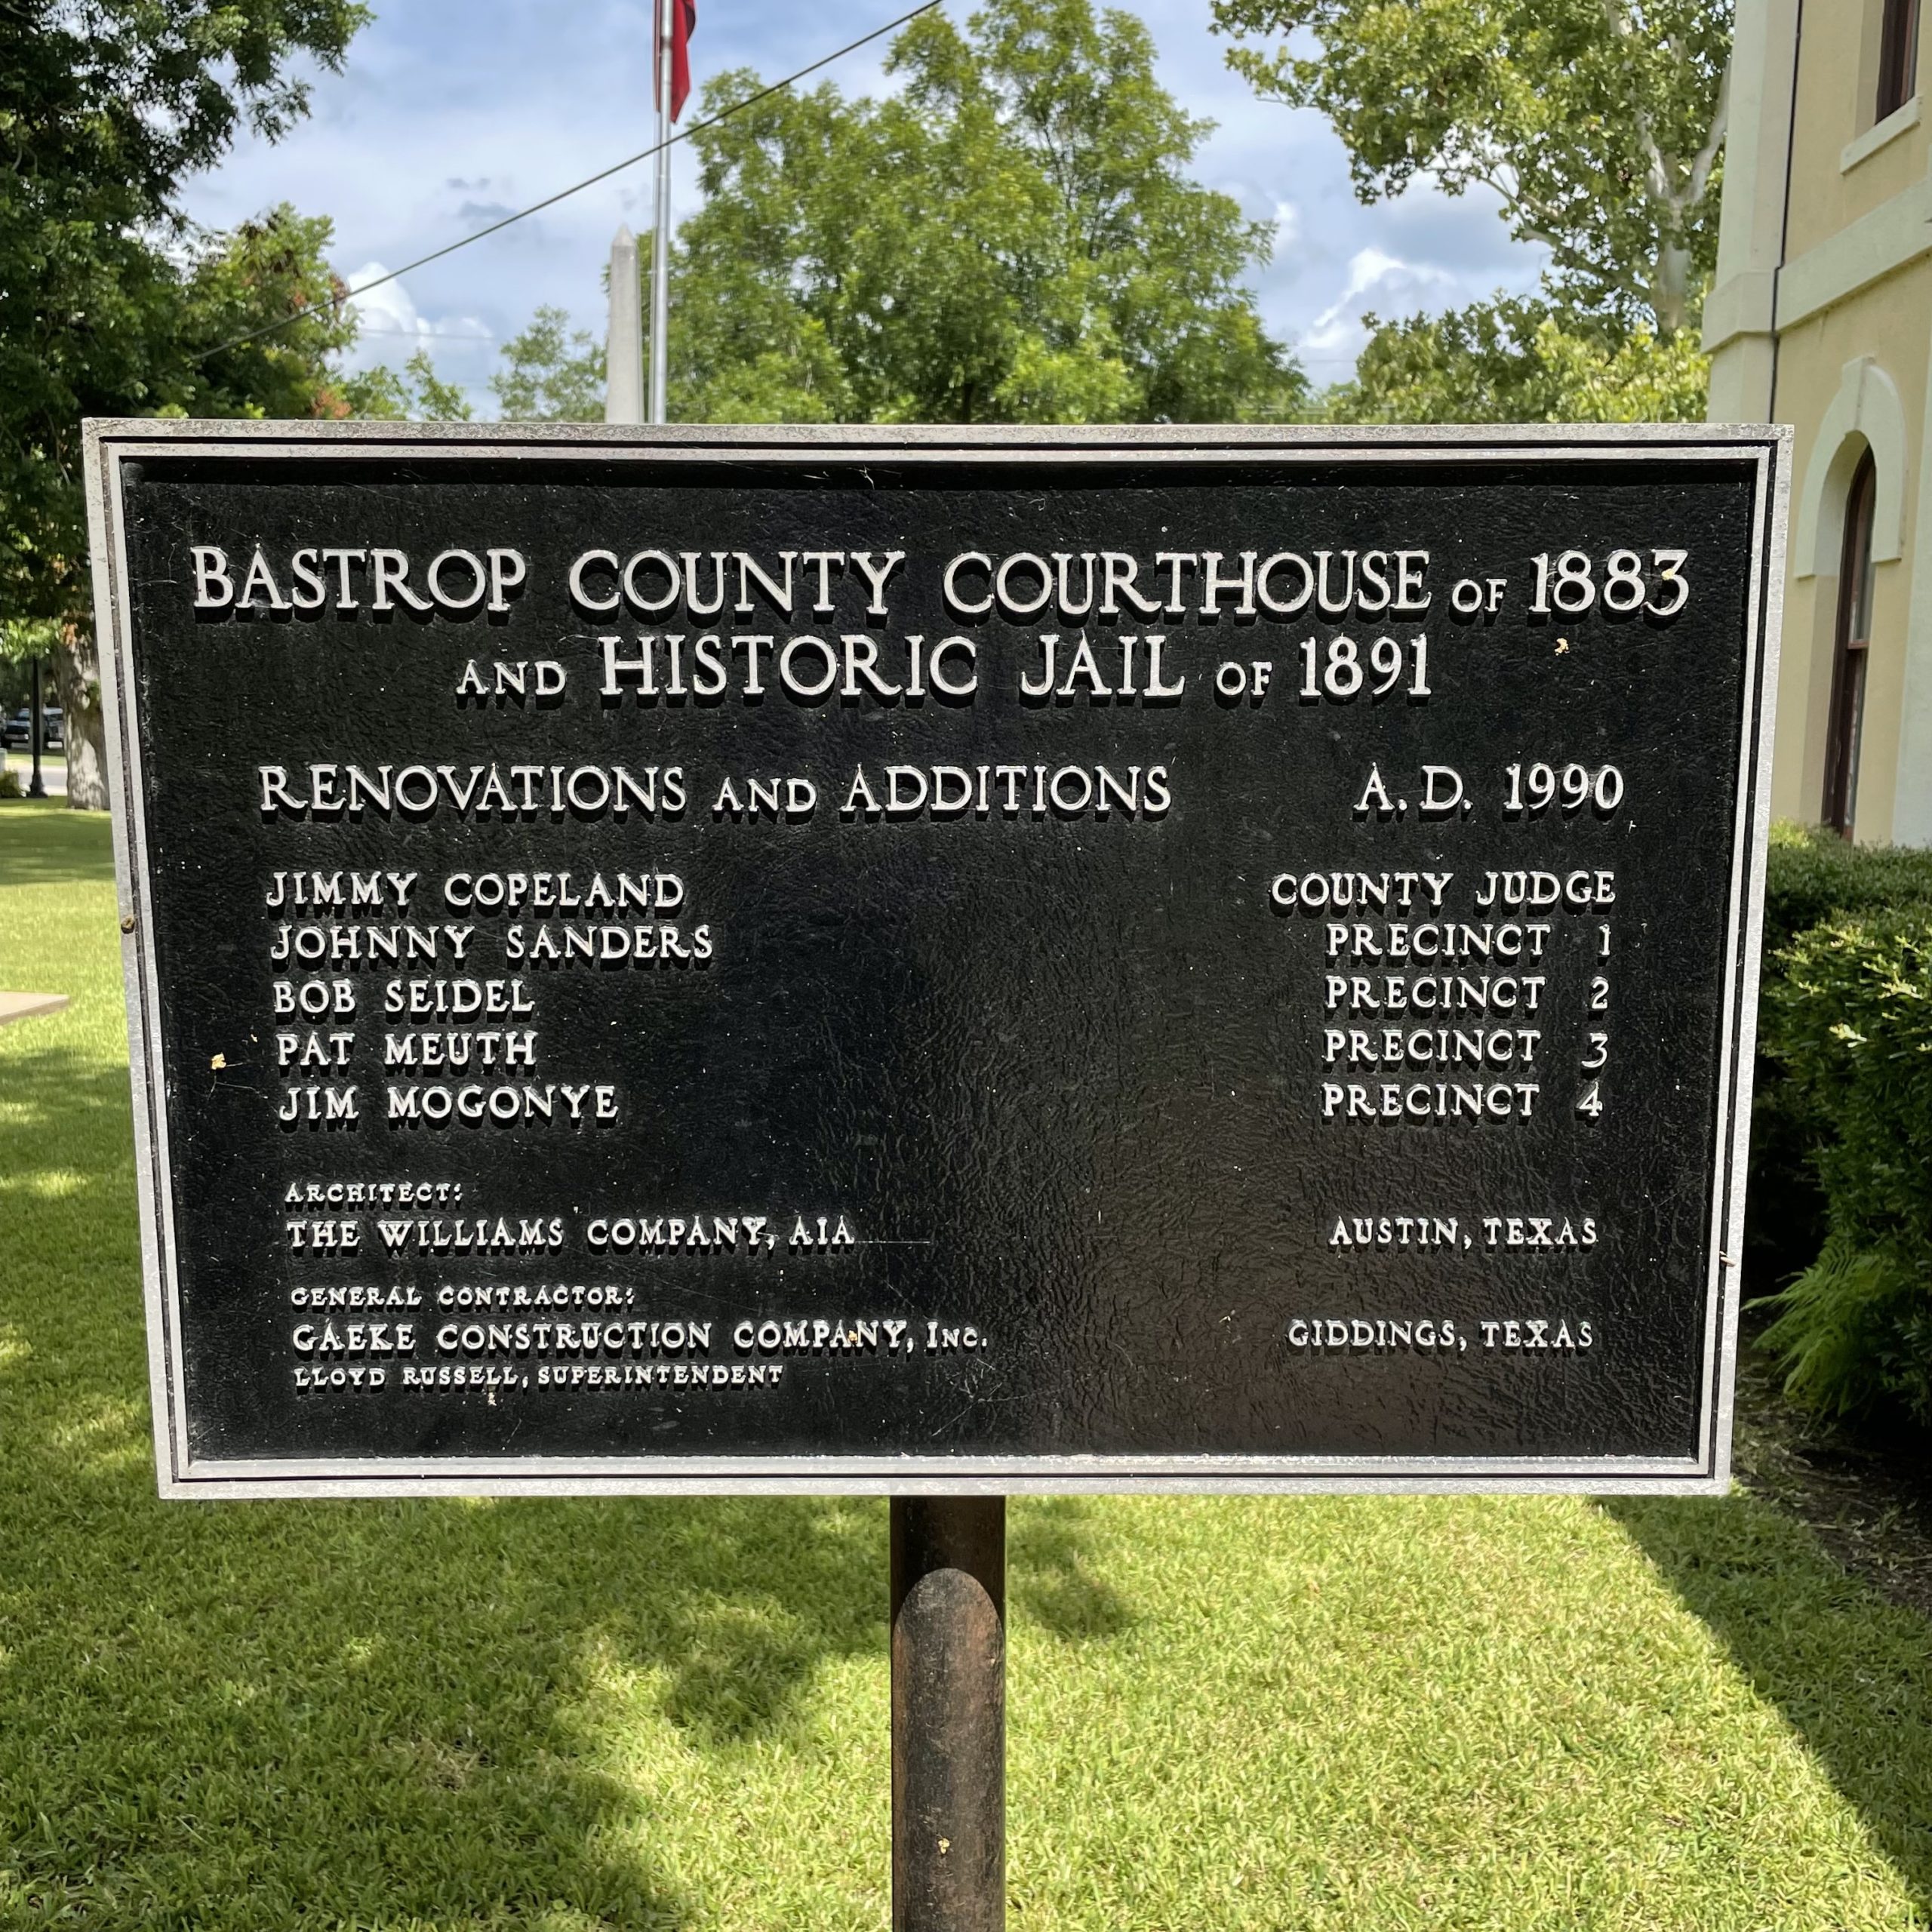 BASTROP COUNTY COURTHOUSE OF 1883
AND HISTORIC JAIL OF 1891
RENOVATIONS AND ADDITIONS A.D. 1990
JIMMY COPELAND COUNTY JUDGE
JOHNNY SANDERS PRECINCT 1
BOB SEIDEL PRECINCT 2
PAT MEUTH PRECINCT 3
JIM MOGONYE PRECINCT 4
ARCHITECT:
THE WILLIAMS COMPANY, AIA AUSTIN, TEXAS
GENERAL CONTRACTOR:
GAEKE CONSTRUCTION COMPANY, INC. GIDDINGS, TEXAS
LLOYD RUSSELL, SUPERINTENDENT